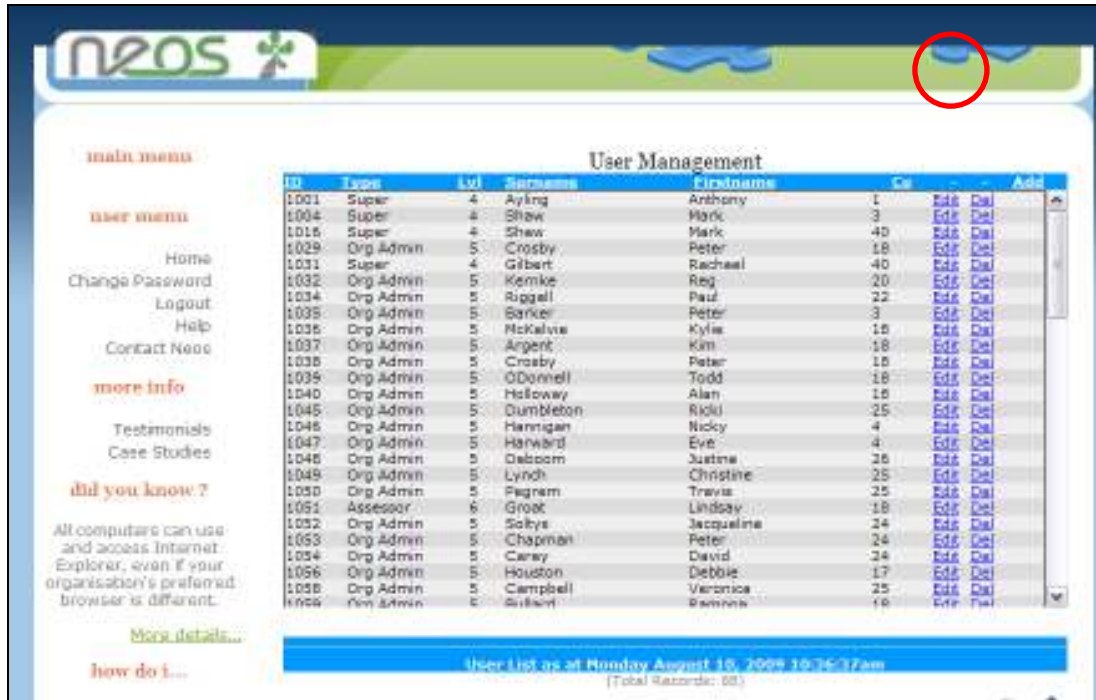 neos
main menu
user menu
Home
Change Password
Logout
Help
Contact Neos
more info
Testimonials
Case Studies
did you know ?
All computers can use
and access Internet
Explorer, even if your
organisation's preferred
browser is different.
More details...
how do i...
User Management
ID Type Lvl Surname Firstname Co - - Add
1001 Super 4 Ayling Anthony 1 Edit Del
1004 Super 4 Shaw Mark 3 Edit Del
1016 Super 4 Shaw Mark 40 Edit Del
1029 Org Admin 5 Crosby Peter 18 Edit Del
1031 Super 4 Gilbert Rachael 40 Edit Del
1032 Org Admin 5 Kemke Reg 20 Edit Del
1034 Org Admin 5 Riggall Paul 22 Edit Del
1035 Org Admin 5 Barker Peter 3 Edit Del
1036 Org Admin 5 McKelvie Kylie 18 Edit Del
1037 Org Admin 5 Argent Kim 18 Edit Del
1038 Org Admin 5 Crosby Peter 18 Edit Del
1039 Org Admin 5 ODonnell Todd 18 Edit Del
1040 Org Admin 5 Holloway Alan 18 Edit Del
1045 Org Admin 5 Dumbleton Ricki 25 Edit Del
1046 Org Admin 5 Hannigan Nicky 4 Edit Del
1047 Org Admin 5 Harward Eve 4 Edit Del
1048 Org Admin 5 Deboom Justine 26 Edit Del
1049 Org Admin 5 Lynch Christine 25 Edit Del
1050 Org Admin 5 Pegrem Travis 25 Edit Del
1051 Assessor 6 Groat Lindsay 18 Edit Del
1052 Org Admin 5 Soltys Jacqueline 24 Edit Del
1053 Org Admin 5 Chapman Peter 24 Edit Del
1054 Org Admin 5 Carey David 24 Edit Del
1056 Org Admin 5 Houston Debbie 17 Edit Del
1058 Org Admin 5 Campbell Veronica 25 Edit Del
1059 Org Admin 5 Bullard Ramona 18 Edit Del
User List as at Monday August 10, 2009 10:36:37am
(Total Records: 68)